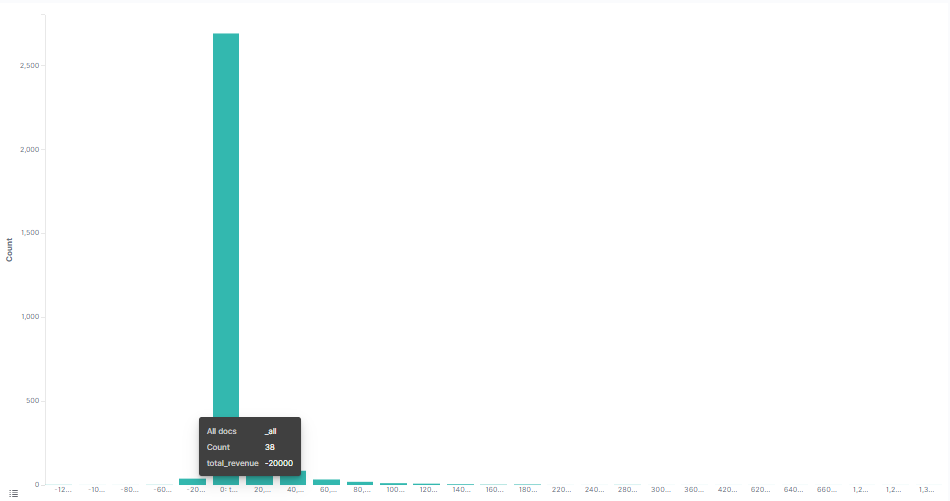 2,500
2,000
1,500
1,000
500
0
Count
All docs _all
Count 38
total_revenue -20000
-12... -10... -80... -60... -20... 0: t... 20,... 40,... 60,... 80,... 100... 120... 140... 160... 180... 220... 240... 280... 300... 360... 420... 620... 640... 660... 1,2... 1,2... 1,3...